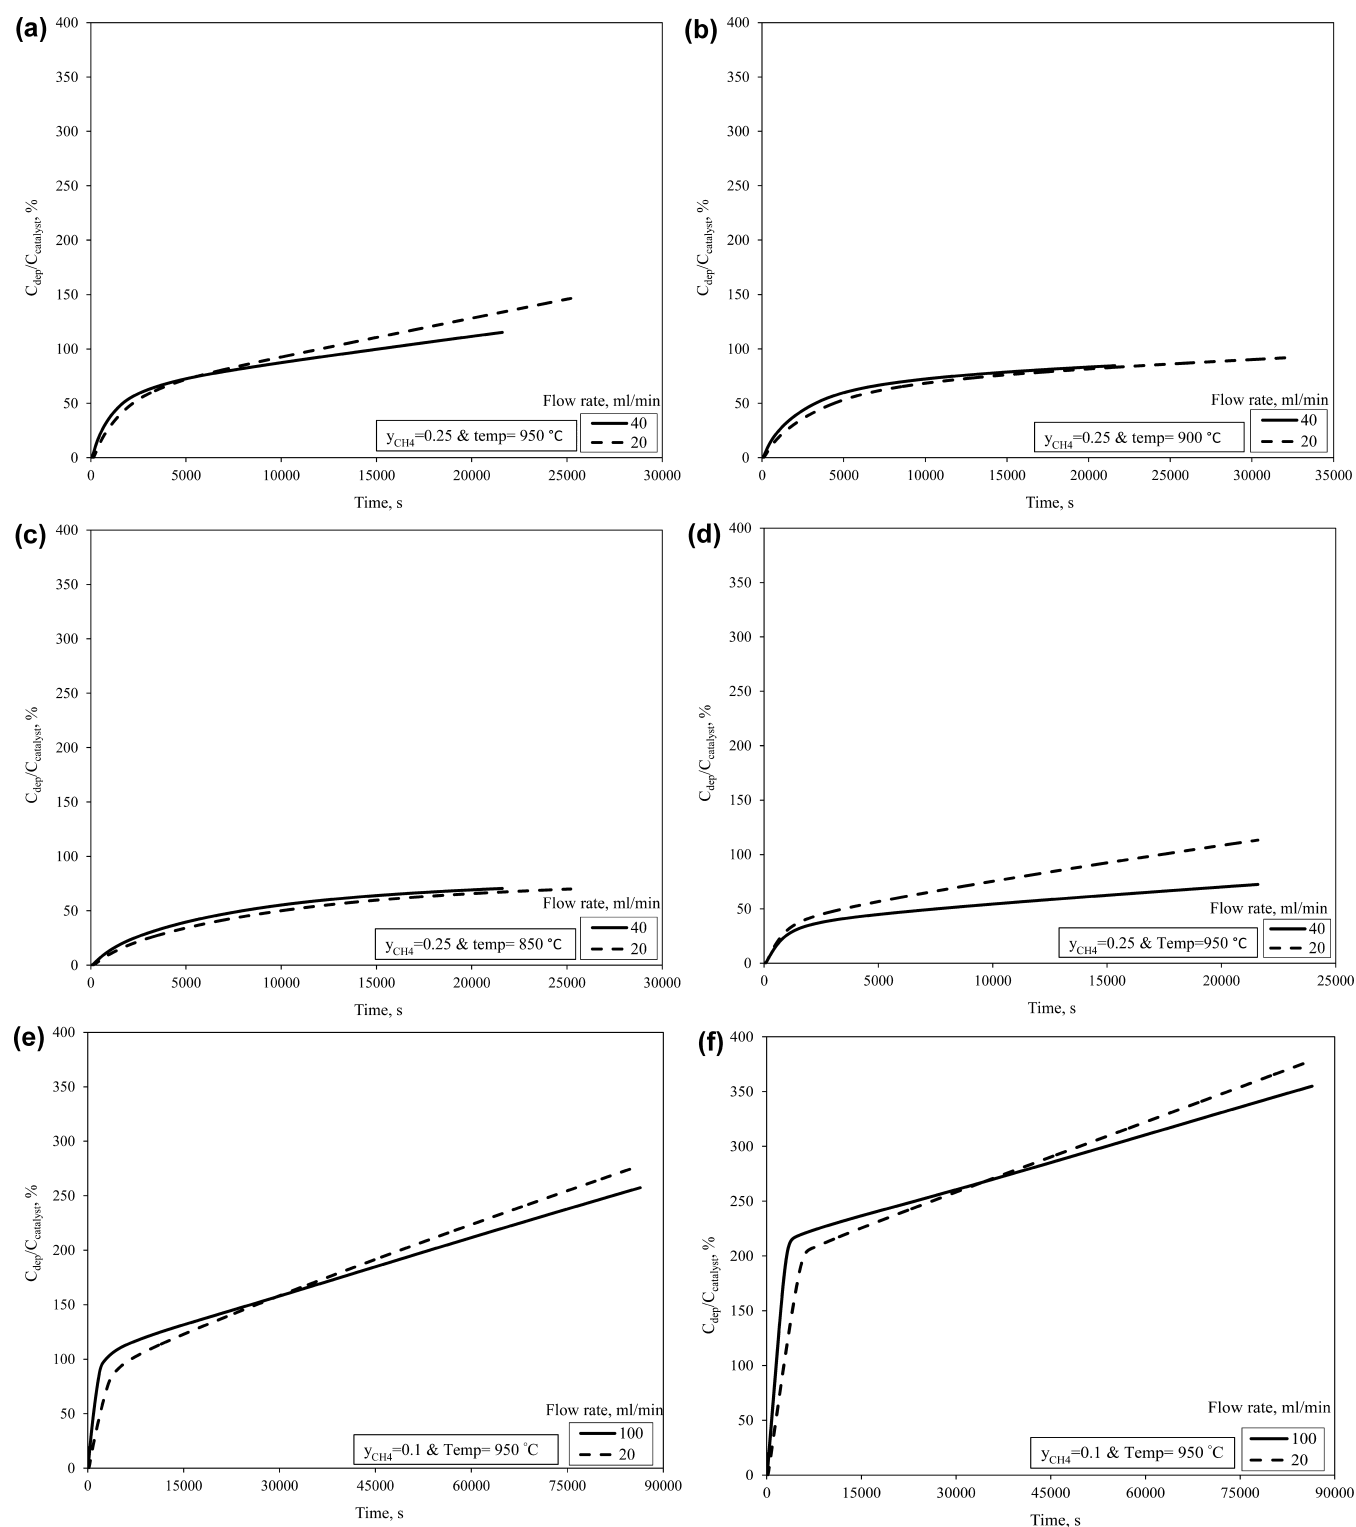 (a)
400
350
300
250
200
150
100
50
0
C_dep/C_catalyst, %
0 5000 10000 15000 20000 25000 30000
Time, s
y_CH4=0.25 & temp= 950 °C
Flow rate, ml/min
40
20
(b)
400
350
300
250
200
150
100
50
0
C_dep/C_catalyst, %
0 5000 10000 15000 20000 25000 30000 35000
Time, s
y_CH4=0.25 & temp= 900 °C
Flow rate, ml/min
40
20
(c)
400
350
300
250
200
150
100
50
0
C_dep/C_catalyst, %
0 5000 10000 15000 20000 25000 30000
Time, s
y_CH4=0.25 & temp= 850 °C
Flow rate, ml/min
40
20
(d)
400
350
300
250
200
150
100
50
0
C_dep/C_catalyst, %
0 5000 10000 15000 20000 25000
Time, s
y_CH4=0.25 & Temp=950 °C
Flow rate, ml/min
40
20
(e)
400
350
300
250
200
150
100
50
0
C_dep/C_catalyst, %
0 15000 30000 45000 60000 75000 90000
Time, s
y_CH4=0.1 & Temp= 950 °C
Flow rate, ml/min
100
20
(f)
400
350
300
250
200
150
100
50
0
C_dep/C_catalyst, %
0 15000 30000 45000 60000 75000 90000
Time, s
y_CH4=0.1 & Temp= 950 °C
Flow rate, ml/min
100
20